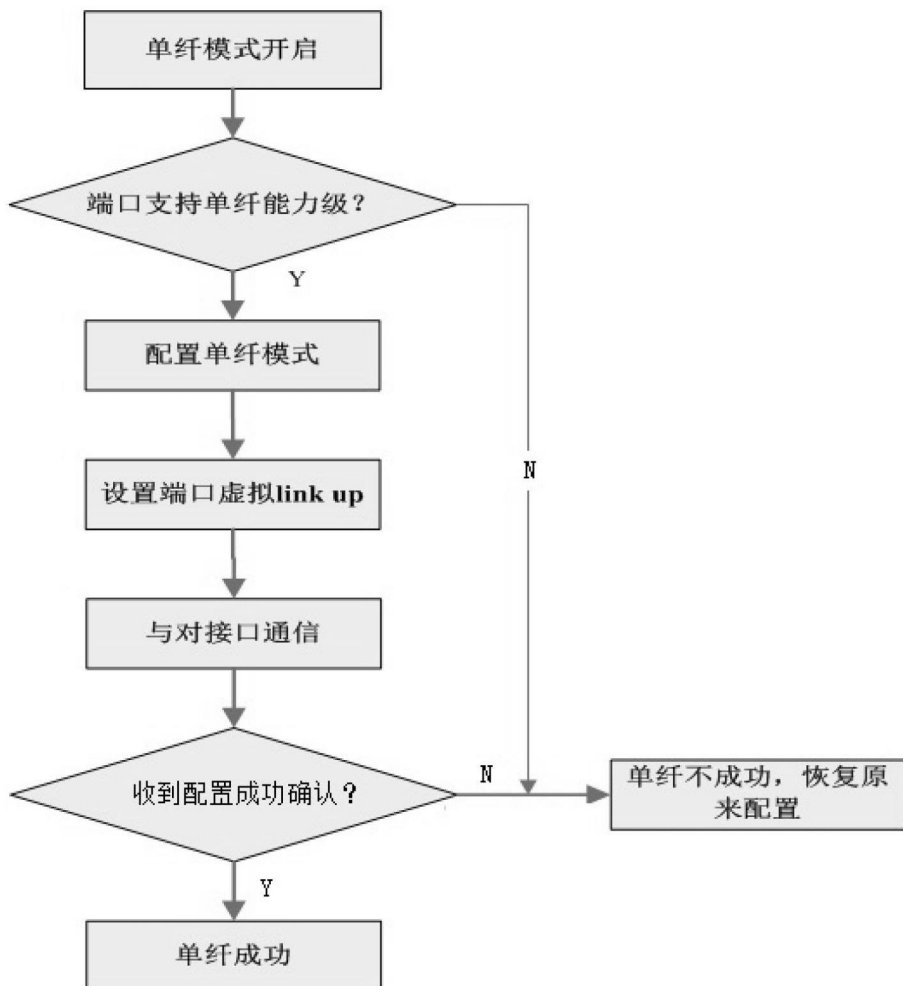 单纤模式开启
端口支持单纤能力级？
Y
配置单纤模式
N
设置端口虚拟link up
与对接口通信
收到配置成功确认？
N
单纤不成功，恢复原
来配置
Y
单纤成功